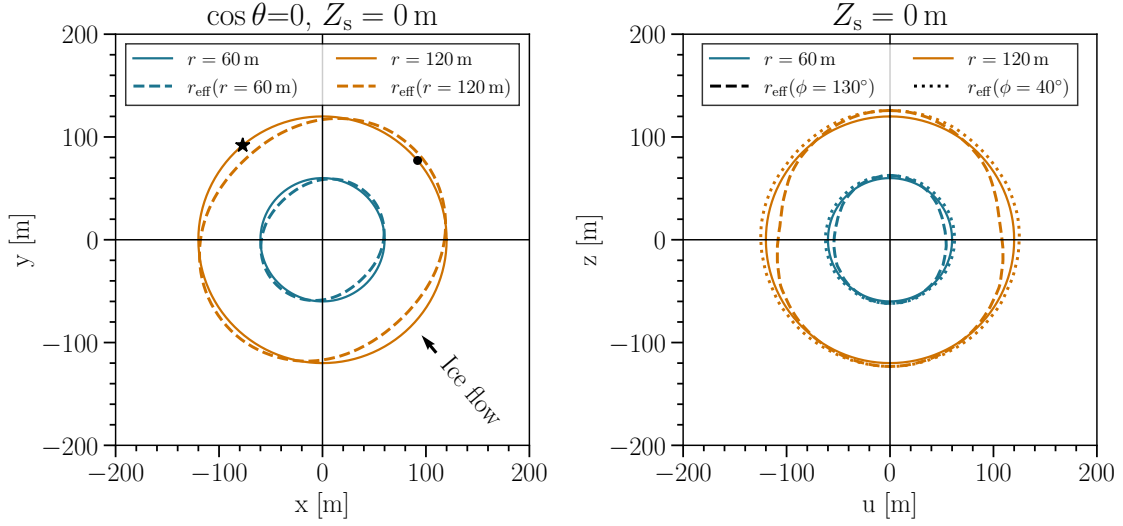 cos θ=0, Z_s = 0 m
r = 60 m
r = 120 m
r_eff(r = 60 m)
r_eff(r = 120 m)
200
100
0
−100
−200
y [m]
Ice flow
−200
−100
0
100
200
x [m]
Z_s = 0 m
r = 60 m
r = 120 m
r_eff(ϕ = 130°)
r_eff(ϕ = 40°)
200
100
0
−100
−200
z [m]
−200
−100
0
100
200
u [m]